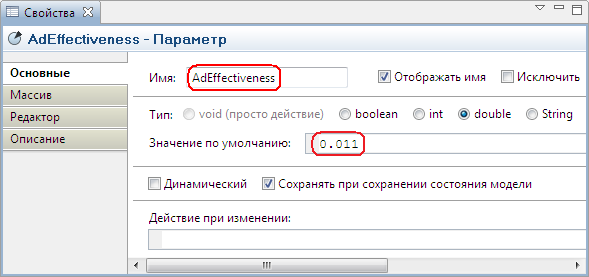 Свойства
AdEffectiveness - Параметр
Основные
Массив
Редактор
Описание
Имя: AdEffectiveness Отображать имя Исключить
Тип: void (просто действие) boolean int double String
Значение по умолчанию: 0.011
Динамический Сохранять при сохранении состояния модели
Действие при изменении: